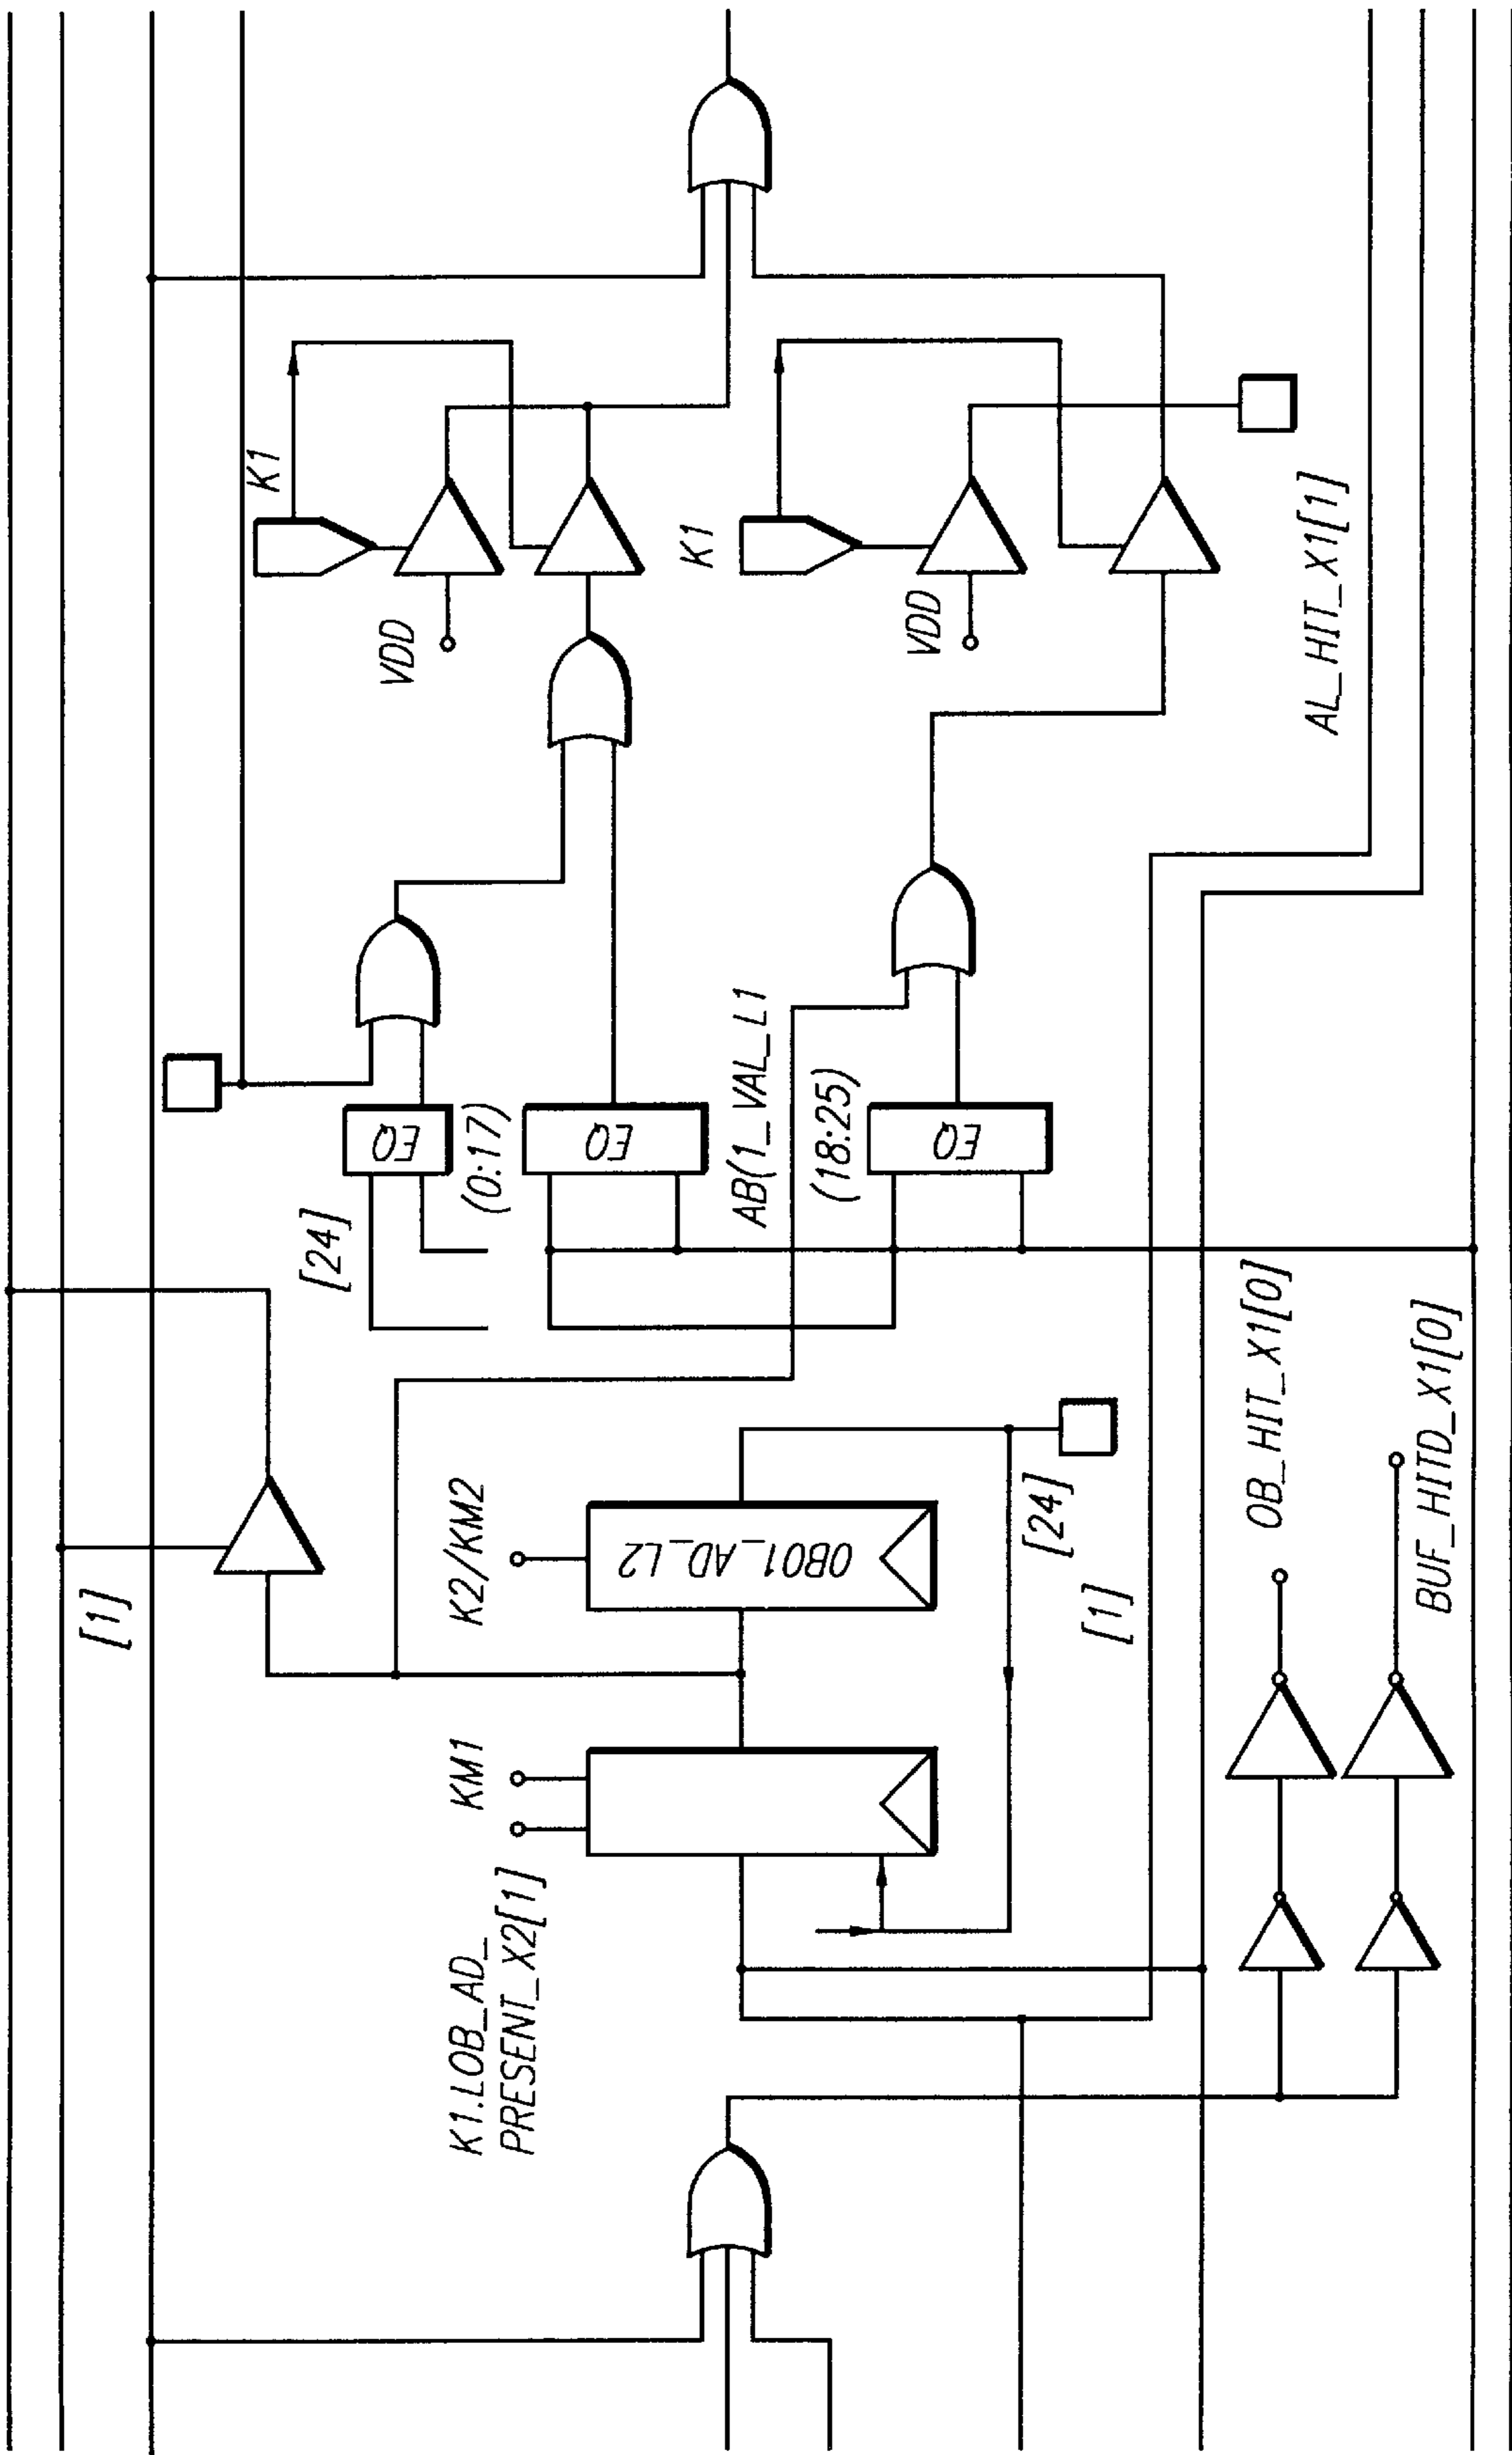 [1]
K1
VDD
[24]
EQ
(0:17)
EQ
K1
VDD
AB(1_VAL_L1
(18:25)
EQ
AL_HIT_X1[1]
K2/KM2
OB01_AD_L2
[24]
[1]
KM1
K1.LOB_AD_
PRESENT_X2[1]
OB_HIT_X1[0]
BUF_HITD_X1[0]